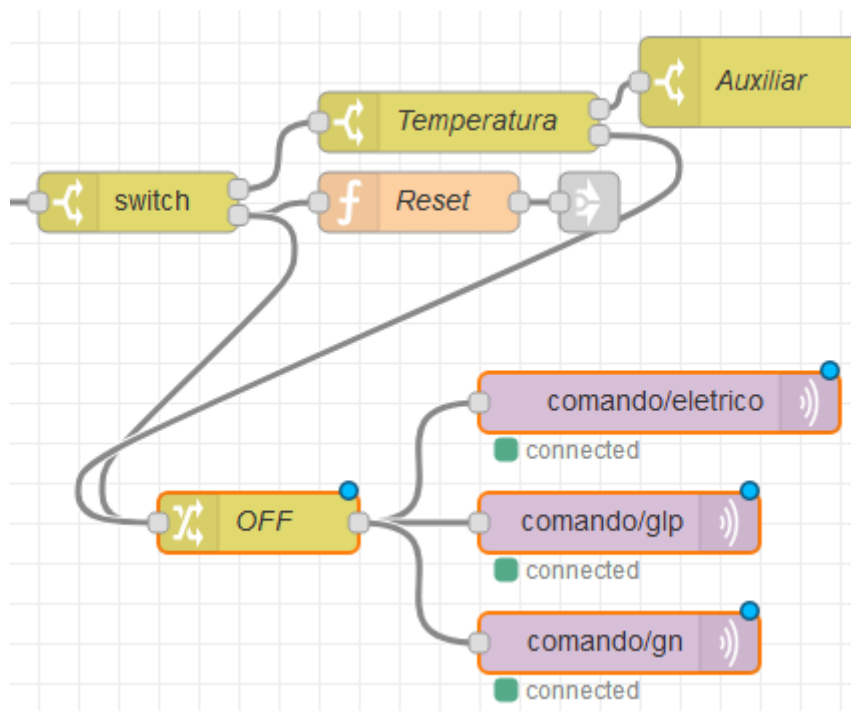 Auxiliar
Temperatura
switch
Reset
comando/eletrico
connected
OFF
comando/glp
connected
comando/gn
connected